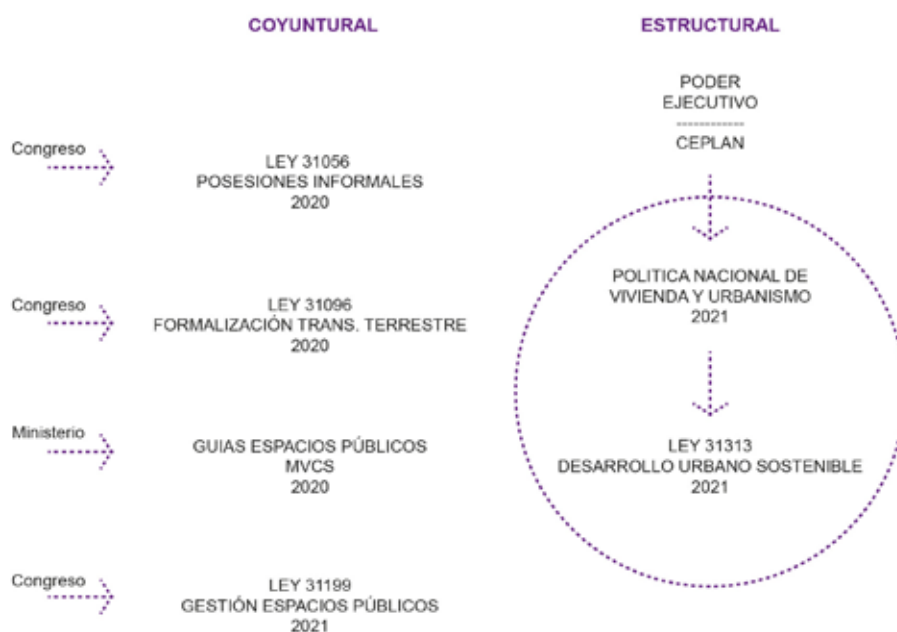 COYUNTURAL
Congreso
LEY 31056
POSESIONES INFORMALES
2020
Congreso
LEY 31096
FORMALIZACIÓN TRANS. TERRESTRE
2020
Ministerio
GUIAS ESPACIOS PÚBLICOS
MVCS
2020
Congreso
LEY 31199
GESTIÓN ESPACIOS PÚBLICOS
2021
ESTRUCTURAL
PODER
EJECUTIVO
------------
CEPLAN
POLITICA NACIONAL DE
VIVIENDA Y URBANISMO
2021
LEY 31313
DESARROLLO URBANO SOSTENIBLE
2021